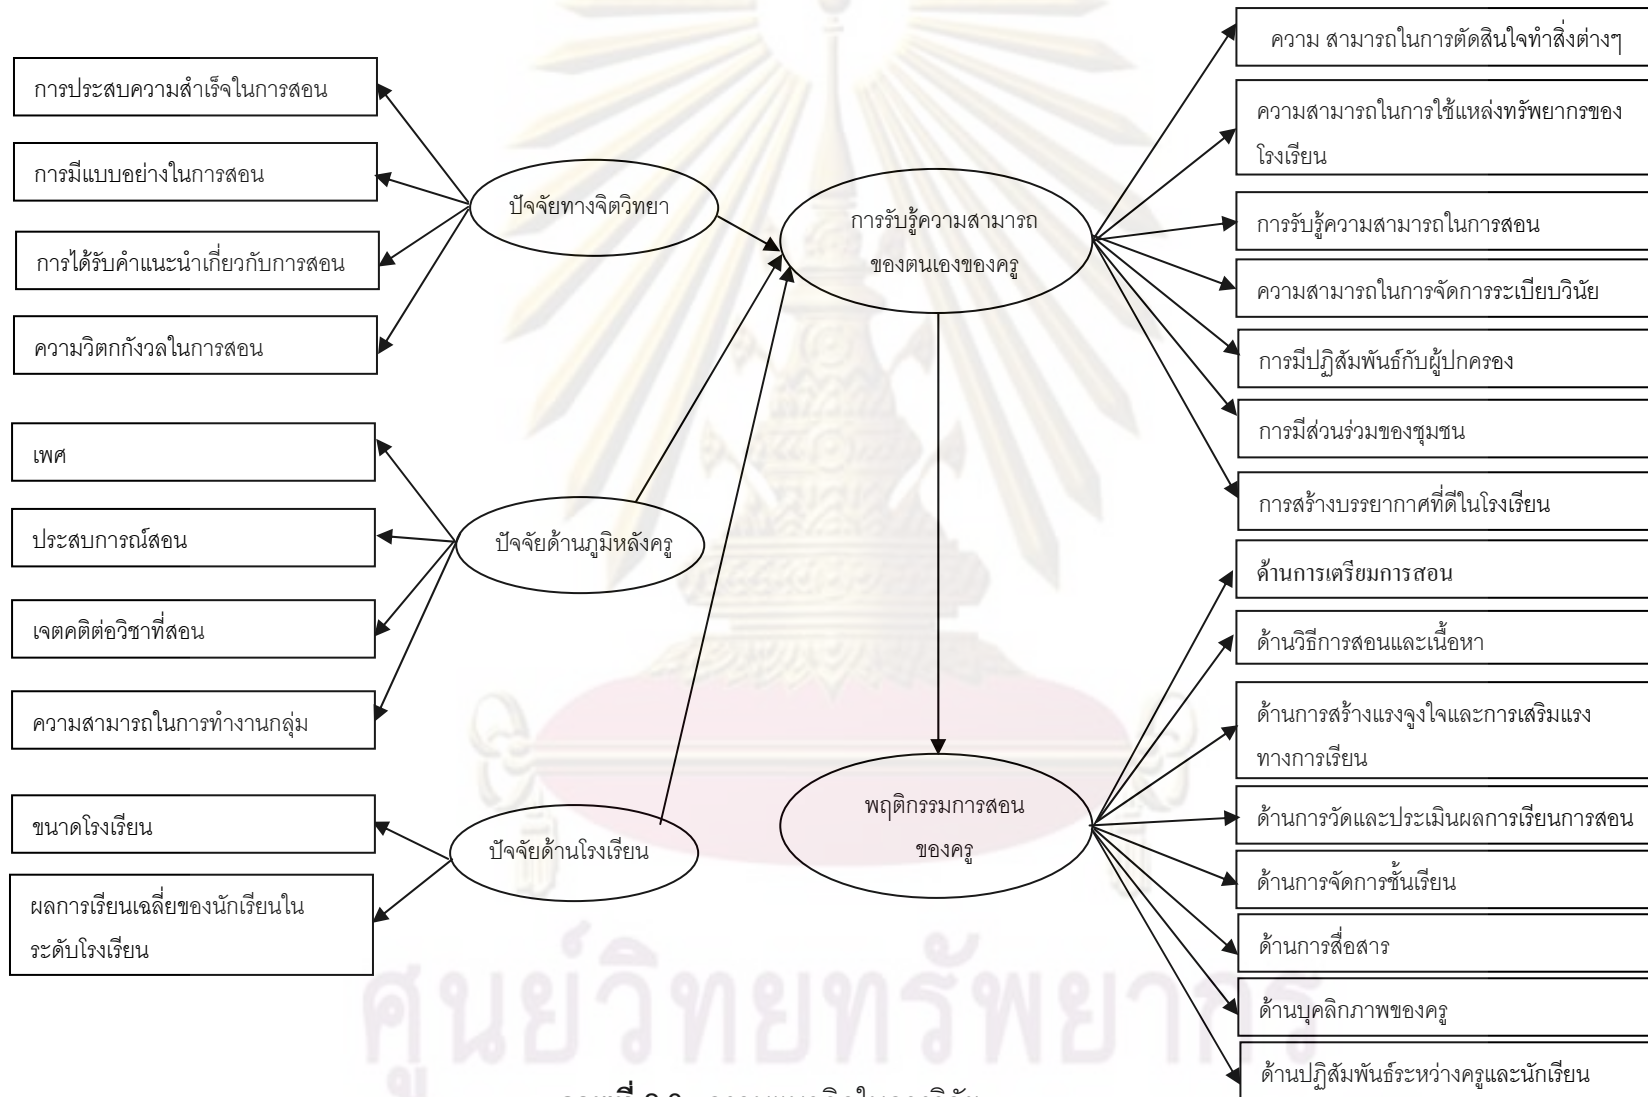 การประสบความสำเร็จในการสอน
การมีแบบอย่างในการสอน
การได้รับคำแนะนำเกี่ยวกับการสอน
ความวิตกกังวลในการสอน
เพศ
ประสบการณ์สอน
เจตคติต่อวิชาที่สอน
ความสามารถในการทำงานกลุ่ม
ขนาดโรงเรียน
ผลการเรียนเฉลี่ยของนักเรียนใน
ระดับโรงเรียน
ปัจจัยทางจิตวิทยา
ปัจจัยด้านภูมิหลังครู
ปัจจัยด้านโรงเรียน
การรับรู้ความสามารถ
ของตนเองของครู
พฤติกรรมการสอน
ของครู
ความ สามารถในการตัดสินใจทำสิ่งต่างๆ
ความสามารถในการใช้แหล่งทรัพยากรของ
โรงเรียน
การรับรู้ความสามารถในการสอน
ความสามารถในการจัดการระเบียบวินัย
การมีปฏิสัมพันธ์กับผู้ปกครอง
การมีส่วนร่วมของชุมชน
การสร้างบรรยากาศที่ดีในโรงเรียน
ด้านการเตรียมการสอน
ด้านวิธีการสอนและเนื้อหา
ด้านการสร้างแรงจูงใจและการเสริมแรง
ทางการเรียน
ด้านการวัดและประเมินผลการเรียนการสอน
ด้านการจัดการชั้นเรียน
ด้านการสื่อสาร
ด้านบุคลิกภาพของครู
ด้านปฏิสัมพันธ์ระหว่างครูและนักเรียน
ศูนย์วิทยทรัพยากร